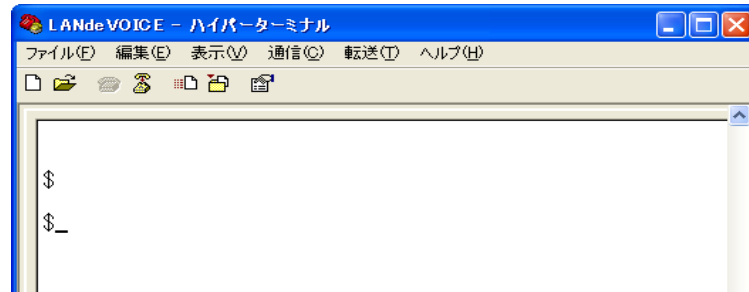 LANdeVOICE - ハイパーターミナル
ファイル(F) 編集(E) 表示(V) 通信(C) 転送(T) ヘルプ(H)
$
$_